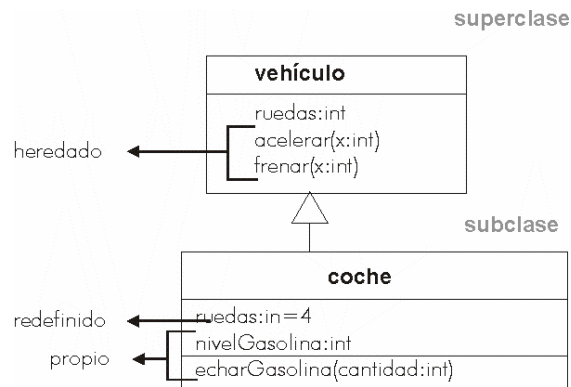 superclase
vehículo
ruedas:int
acelerar(x:int)
heredado
frenar(x:int)
subclase
coche
redefinido
ruedas:in=4
nivelGasolina:int
propio
echarGasolina(cantidad:int)